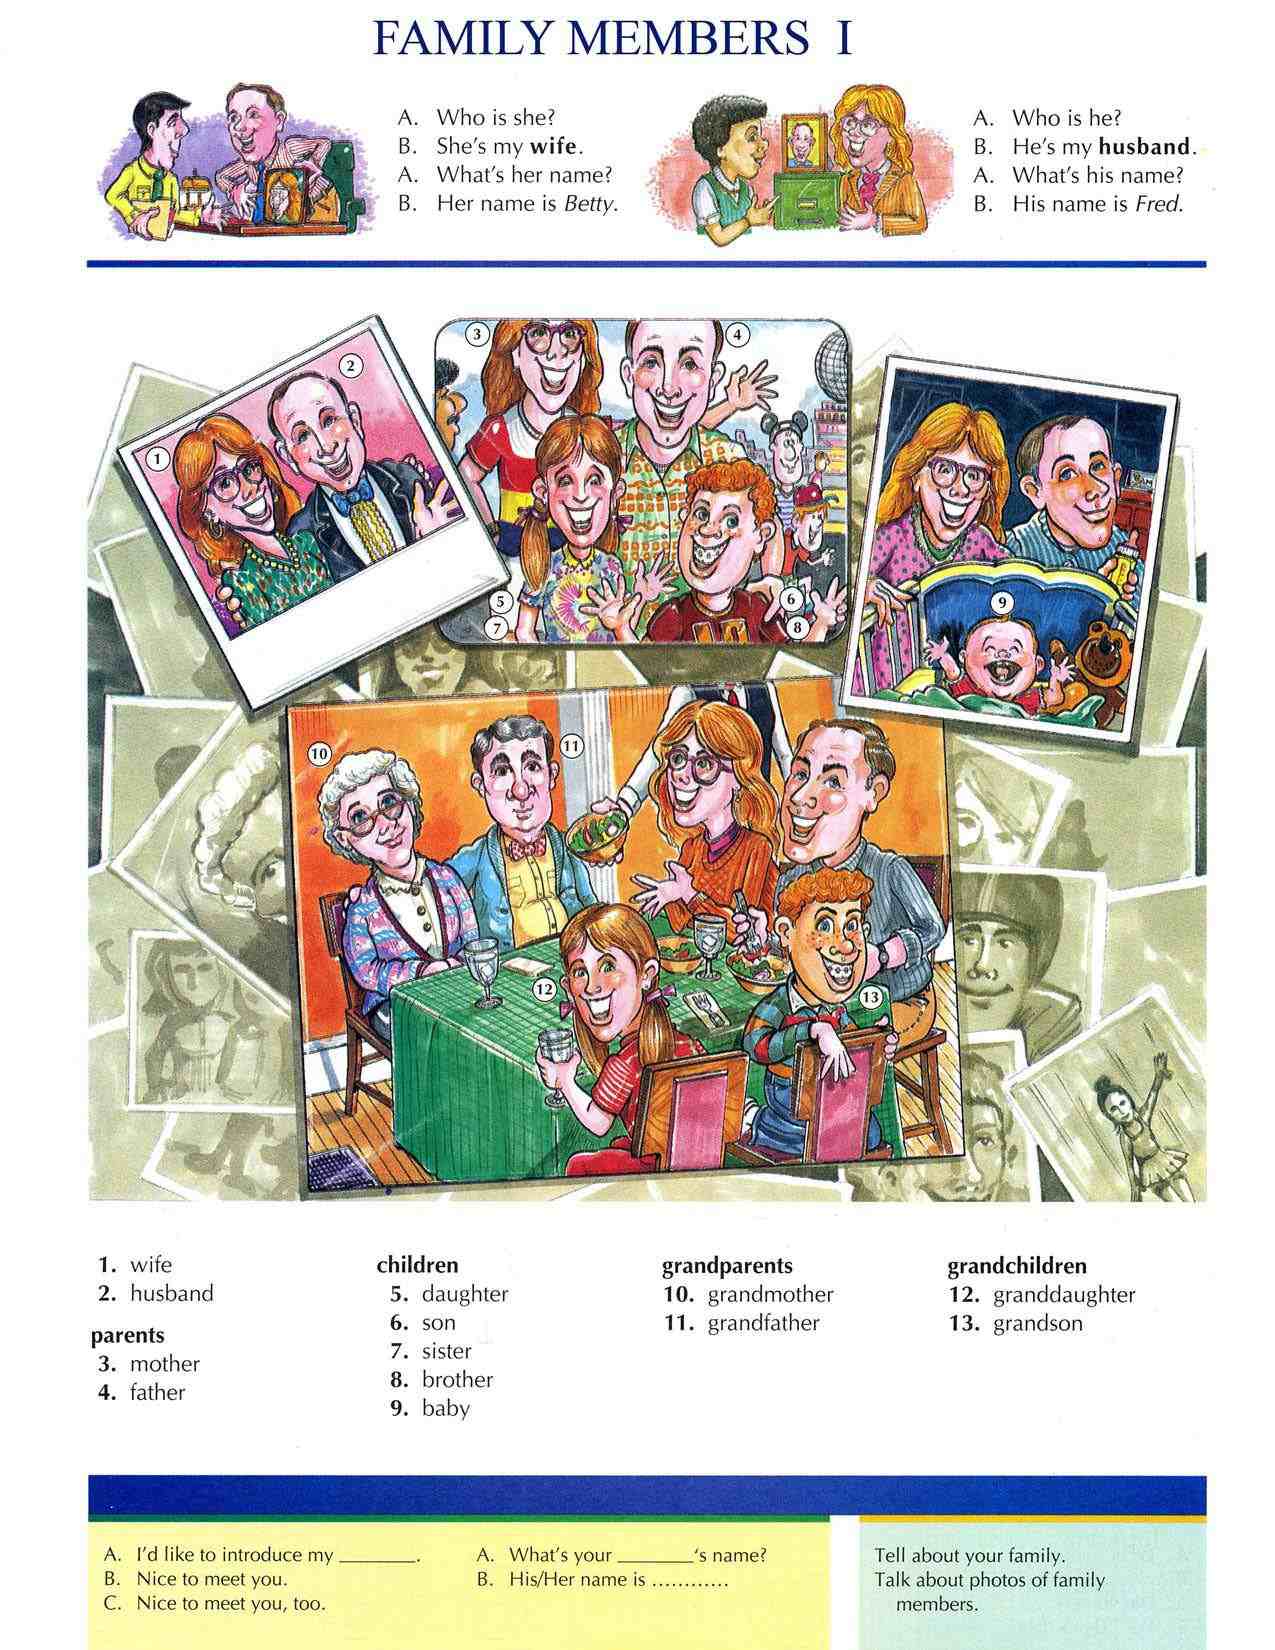 FAMILY MEMBERS I
A. Who is she?
B. She's my wife.
A. What's her name?
B. Her name is Betty.
A. Who is he?
B. He's my husband.
A. What's his name?
B. His name is Fred.
1
2
3
4
5
7
6
8
9
10
11
12
13
1. wife
2. husband
parents
3. mother
4. father
children
5. daughter
6. son
7. sister
8. brother
9. baby
grandparents
10. grandmother
11. grandfather
grandchildren
12. granddaughter
13. grandson
A. I'd like to introduce my ________.
B. Nice to meet you.
C. Nice to meet you, too.
A. What's your ________'s name?
B. His/Her name is ............
Tell about your family.
Talk about photos of family
members.